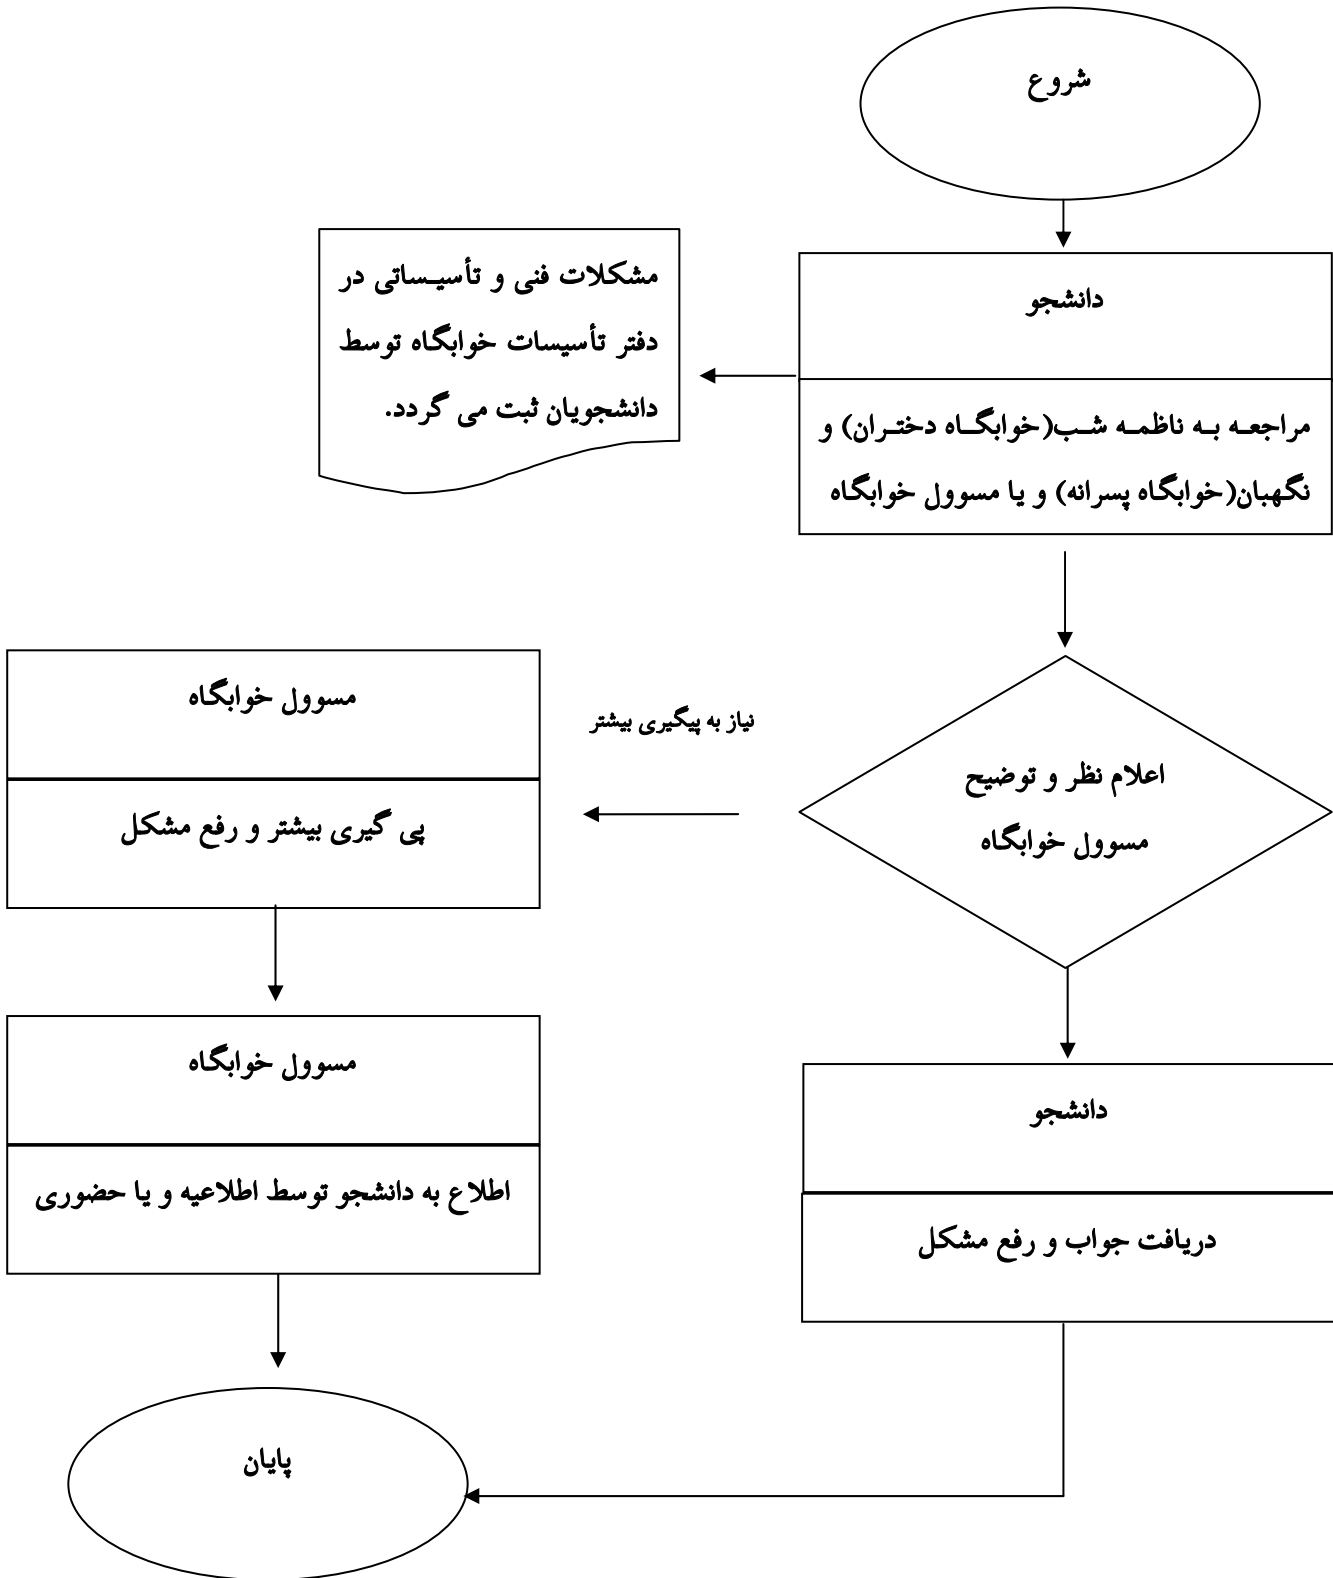 شروع
دانشجو
مراجعه به ناظمه شب(خوابگاه دختران) و
نگهبان(خوابگاه پسرانه) و یا مسوول خوابگاه
مشکلات فنی و تأسیساتی در
دفتر تأسیسات خوابگاه توسط
دانشجویان ثبت می گردد.
اعلام نظر و توضیح
مسوول خوابگاه
نیاز به پیگیری بیشتر
مسوول خوابگاه
پی گیری بیشتر و رفع مشکل
مسوول خوابگاه
اطلاع به دانشجو توسط اطلاعیه و یا حضوری
دانشجو
دریافت جواب و رفع مشکل
پایان